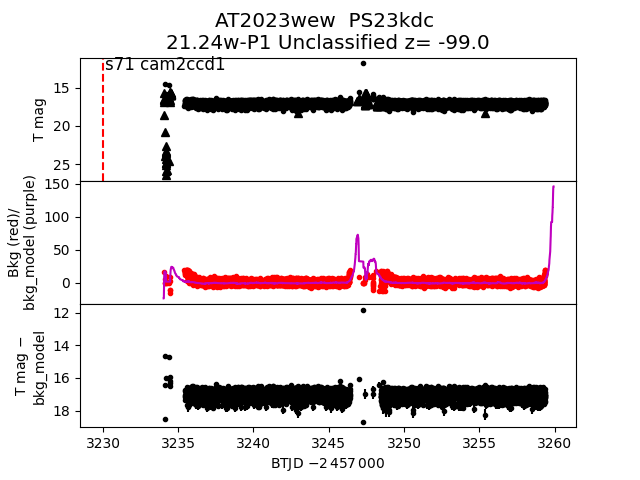 AT2023wew  PS23kdc
21.24w-P1 Unclassified z= -99.0
s71 cam2ccd1
T mag
15
20
25
Bkg (red)/
bkg_model (purple)
150
100
50
0
T mag −
bkg_model
12
14
16
18
3230 3235 3240 3245 3250 3255 3260
BTJD −2 457 000